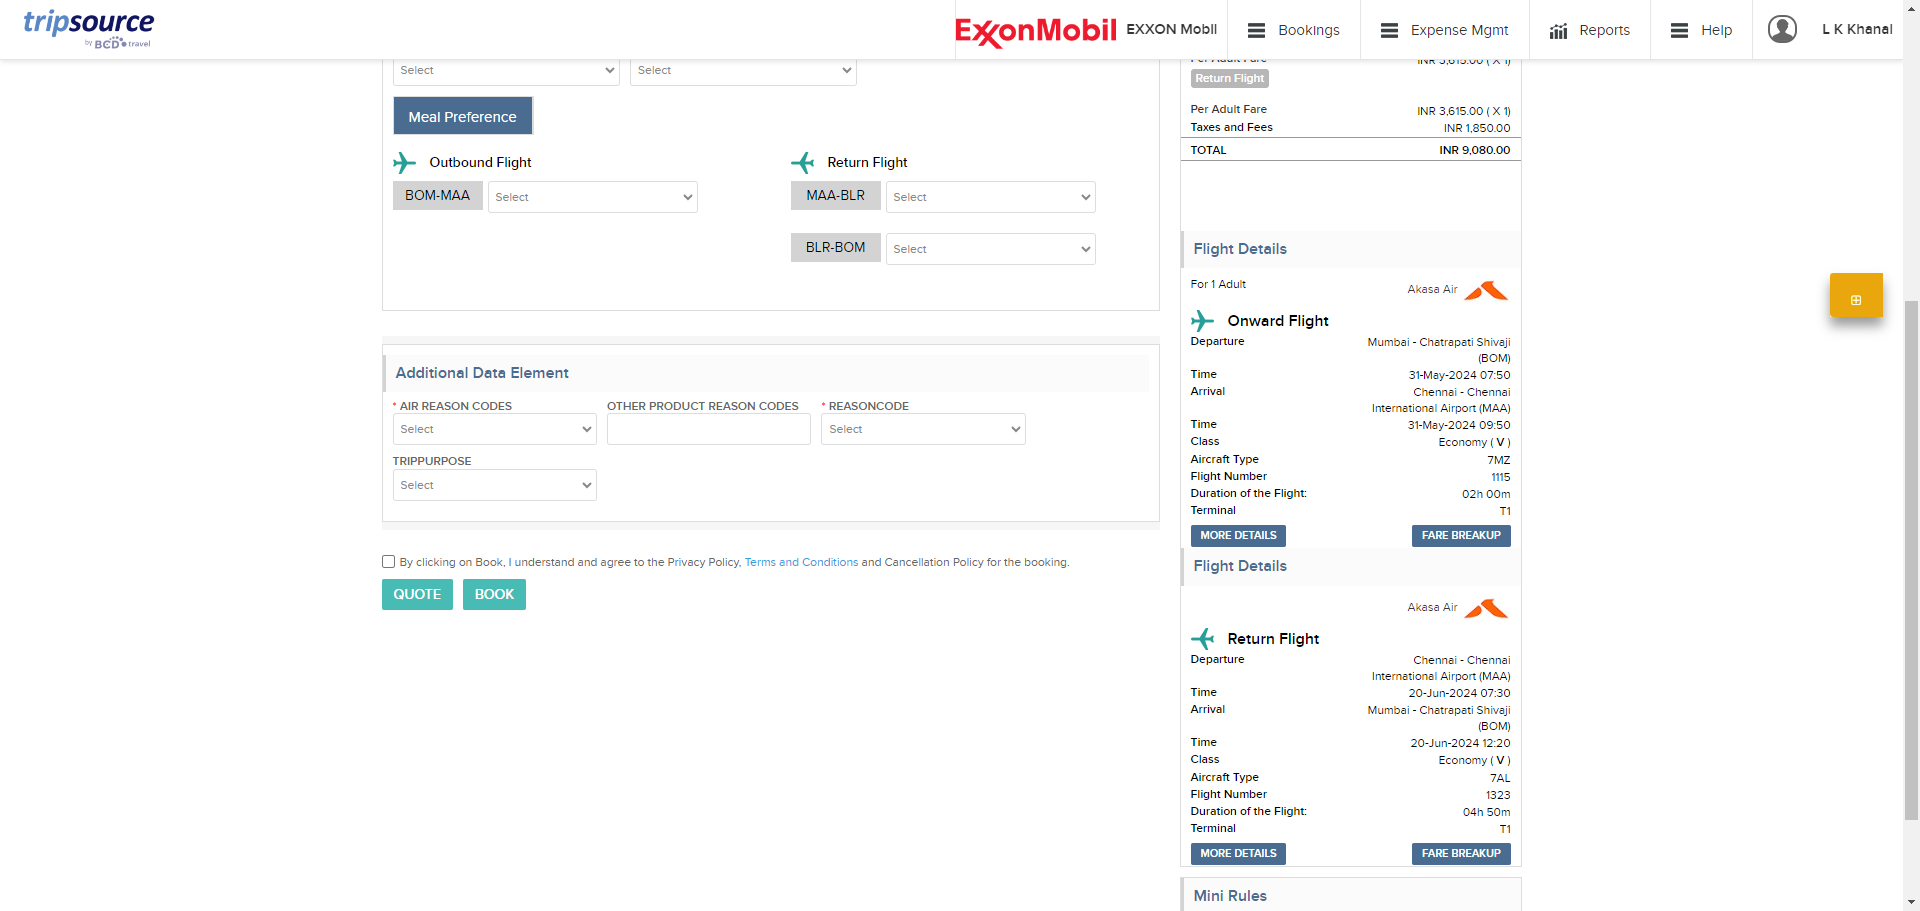 tripsource
by BCD travel
ExxonMobil
EXXON Mobil
Bookings
Expense Mgmt
Reports
Help
L K Khanal
Select
Select
Meal Preference
Outbound Flight
Return Flight
BOM-MAA
Select
MAA-BLR
Select
BLR-BOM
Select
Additional Data Element
* AIR REASON CODES
OTHER PRODUCT REASON CODES
* REASONCODE
Select
Select
TRIPPURPOSE
Select
By clicking on Book, I understand and agree to the Privacy Policy, Terms and Conditions and Cancellation Policy for the booking.
QUOTE
BOOK
Per Adult Fare INR 3,615.00 ( X 1)
Return Flight
Per Adult Fare INR 3,615.00 ( X 1)
Taxes and Fees INR 1,850.00
TOTAL INR 9,080.00
Flight Details
For 1 Adult
Akasa Air
Onward Flight
Departure Mumbai - Chatrapati Shivaji
(BOM)
Time 31-May-2024 07:50
Arrival Chennai - Chennai
International Airport (MAA)
Time 31-May-2024 09:50
Class Economy ( V )
Aircraft Type 7MZ
Flight Number 1115
Duration of the Flight: 02h 00m
Terminal T1
MORE DETAILS
FARE BREAKUP
Flight Details
Akasa Air
Return Flight
Departure Chennai - Chennai
International Airport (MAA)
Time 20-Jun-2024 07:30
Arrival Mumbai - Chatrapati Shivaji
(BOM)
Time 20-Jun-2024 12:20
Class Economy ( V )
Aircraft Type 7AL
Flight Number 1323
Duration of the Flight: 04h 50m
Terminal T1
MORE DETAILS
FARE BREAKUP
Mini Rules